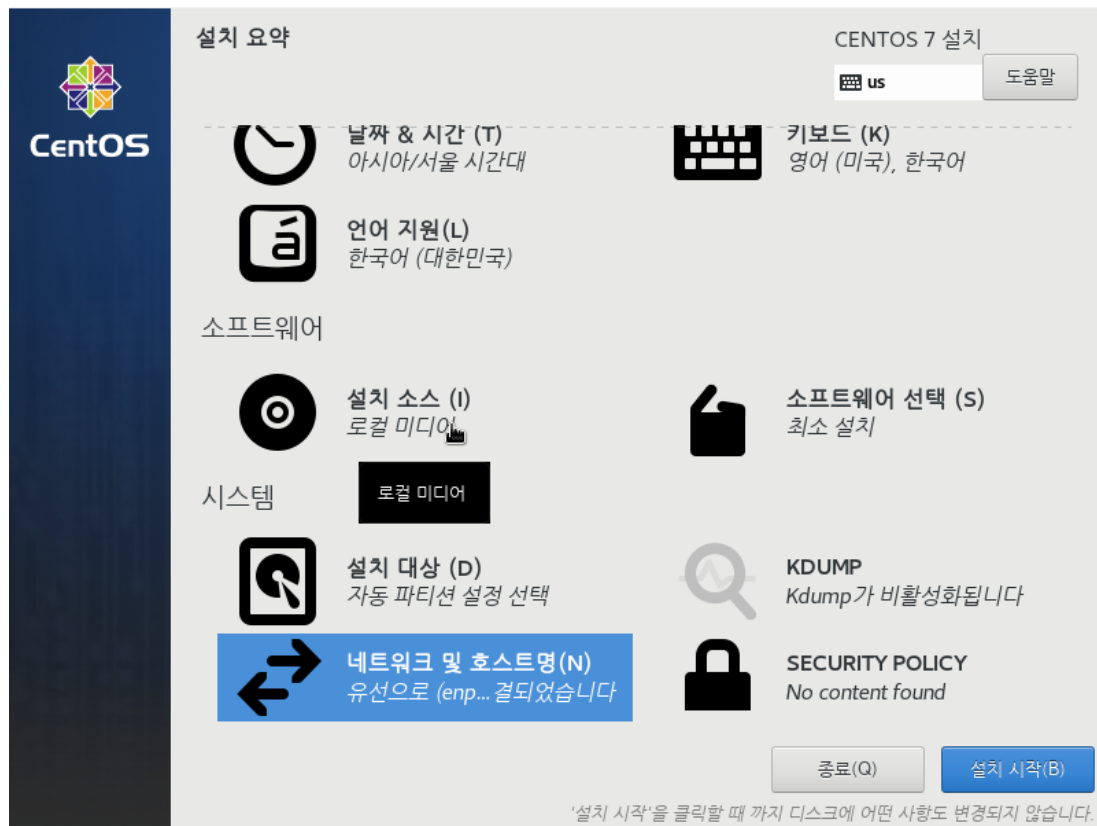 설치 요약
CENTOS 7 설치
us
도움말
CentOS
날짜 & 시간 (T)
아시아/서울 시간대
키보드 (K)
영어 (미국), 한국어
á
언어 지원(L)
한국어 (대한민국)
소프트웨어
설치 소스 (I)
로컬 미디어
소프트웨어 선택 (S)
최소 설치
시스템
로컬 미디어
설치 대상 (D)
자동 파티션 설정 선택
KDUMP
Kdump가 비활성화됩니다
네트워크 및 호스트명(N)
유선으로 (enp...결되었습니다
SECURITY POLICY
No content found
종료(Q)
설치 시작(B)
'설치 시작'을 클릭할 때 까지 디스크에 어떤 사항도 변경되지 않습니다.